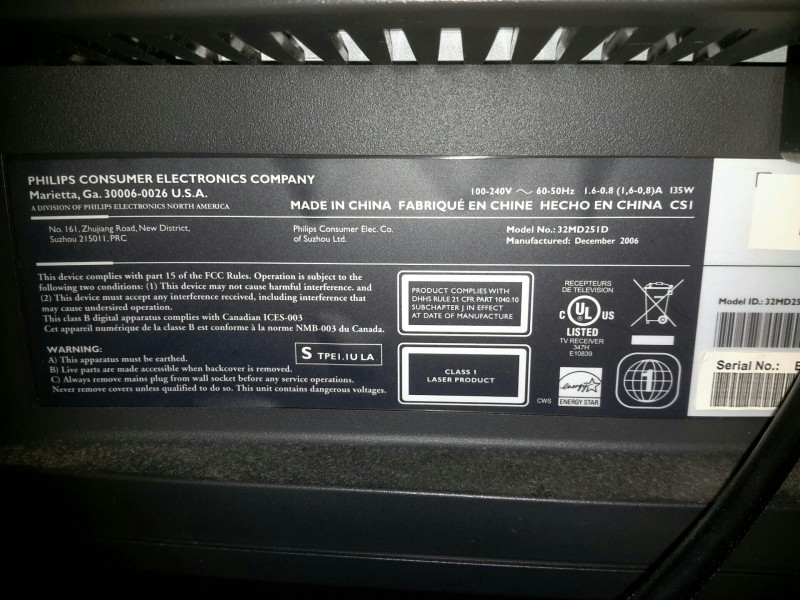 PHILIPS CONSUMER ELECTRONICS COMPANY
Marietta, Ga. 30006-0026 U.S.A.
A DIVISION OF PHILIPS ELECTRONICS NORTH AMERICA
100-240V ~ 60-50Hz 1.6-0.8 (1,6-0,8)A 135W
MADE IN CHINA FABRIQUÉ EN CHINE HECHO EN CHINA CS1
No. 161, Zhujiang Road, New District,
Suzhou 215011, PRC
Philips Consumer Elec. Co.
of Suzhou Ltd.
Model No.: 32MD251D
Manufactured: December 2006
This device complies with part 15 of the FCC Rules. Operation is subject to the
following two conditions: (1) This device may not cause harmful interference. and
(2) This device must accept any interference received, including interference that
may cause undersired operation.
This class B digital apparatus complies with Canadian ICES-003
Cet appareil numérique de la classe B est conforme à la norme NMB-003 du Canada.
WARNING:
A) This apparatus must be earthed.
B) Live parts are made accessible when backcover is removed.
C) Always remove mains plug from wall socket before any service operations.
Never remove covers unless qualified to do so. This unit contains dangerous voltages.
S TPE1.1U LA
PRODUCT COMPLIES WITH
DHHS RULE 21 CFR PART 1040.10
SUBCHAPTER J IN EFFECT
AT DATE OF MANUFACTURE
CLASS 1
LASER PRODUCT
RECEPTEURS
DE TELEVISION
C UL US
LISTED
TV RECEIVER
347H
E10839
CWS
energy
ENERGY STAR
1
Model ID.: 32MD25
Serial No.: